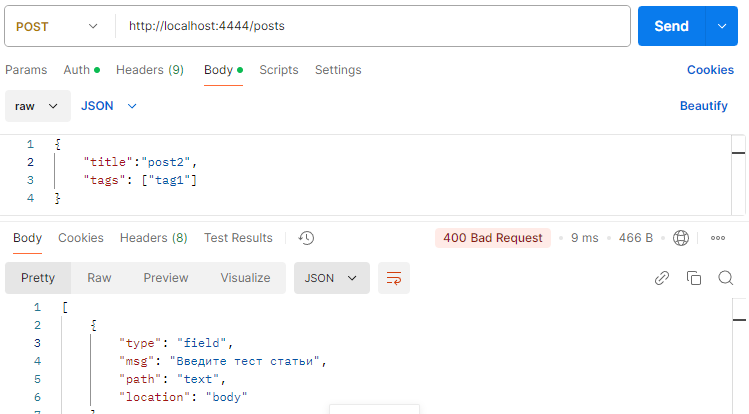 POST http://localhost:4444/posts Send
Params Auth Headers (9) Body Scripts Settings Cookies
raw JSON Beautify
1 {
2 "title":"post2",
3 "tags": ["tag1"]
4 }
Body Cookies Headers (8) Test Results 400 Bad Request 9 ms 466 B
Pretty Raw Preview Visualize JSON
1 [
2 {
3 "type": "field",
4 "msg": "Введите тест статьи",
5 "path": "text",
6 "location": "body"